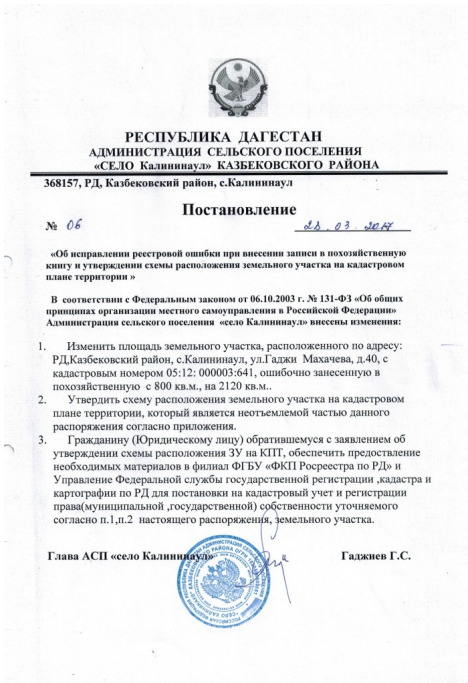 РЕСПУБЛИКА ДАГЕСТАН
АДМИНИСТРАЦИЯ СЕЛЬСКОГО ПОСЕЛЕНИЯ
«СЕЛО Калининаул» КАЗБЕКОВСКОГО РАЙОНА
368157, РД, Казбековский район, с.Калининаул
Постановление
№ 06 28.03.2017
«Об исправлении реестровой ошибки при внесении записи в похозяйственную
книгу и утверждении схемы расположения земельного участка на кадастровом
плане территории »
В соответствии с Федеральным законом от 06.10.2003 г. № 131-ФЗ «Об общих
принципах организации местного самоуправления в Российской Федерации»
Администрация сельского поселения «село Калининаул» внесены изменения:
1. Изменить площадь земельного участка, расположенного по адресу:
РД,Казбековский район, с.Калининаул, ул.Гаджи Махачева, д.40, с
кадастровым номером 05:12: 000003:641, ошибочно занесенную в
похозяйственную с 800 кв.м., на 2120 кв.м..
2. Утвердить схему расположения земельного участка на кадастровом
плане территории, который является неотъемлемой частью данного
распоряжения согласно приложения.
3. Гражданину (Юридическому лицу) обратившемуся с заявлением об
утверждении схемы расположения ЗУ на КПТ, обеспечить предоствление
необходимых материалов в филиал ФГБУ «ФКП Росреестра по РД» и
Управление Федеральной службы государственной регистрации ,кадастра и
картографии по РД для постановки на кадастровый учет и регистрации
права(муниципальной ,государственной) собственности уточняемого
согласно п.1,п.2 настоящего распоряжения, земельного участка.
Глава АСП «село Калининаул» Гаджиев Г.С.